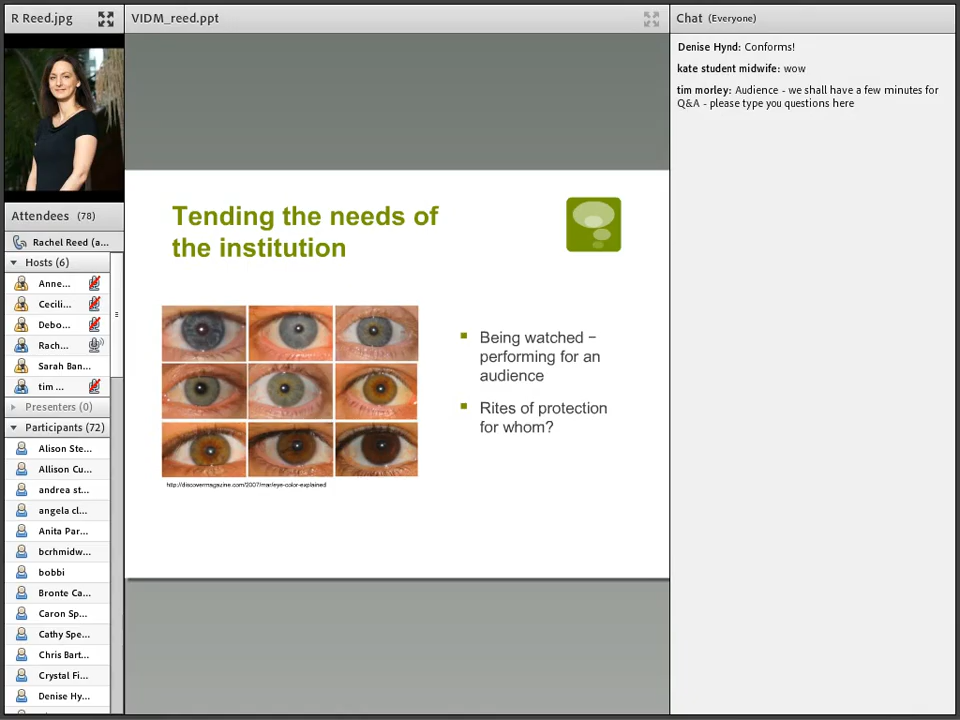 R Reed.jpg
VIDM_reed.ppt
Chat (Everyone)
Denise Hynd: Conforms!
kate student midwife: wow
tim morley: Audience - we shall have a few minutes for
Q&A - please type you questions here
Attendees (78)
Rachel Reed (a...
Hosts (6)
Anne...
Cecili...
Debo...
Rach...
Sarah Ban...
tim ...
Presenters (0)
Participants (72)
Alison Ste...
Allison Cu...
andrea st...
angela cl...
Anita Par...
bcrhmidw...
bobbi
Bronte Ca...
Caron Sp...
Cathy Spe...
Chris Bart...
Crystal Fi...
Denise Hy...
Tending the needs of
the institution
Being watched –
performing for an
audience
Rites of protection
for whom?
http://discovermagazine.com/2007/mar/eye-color-explained